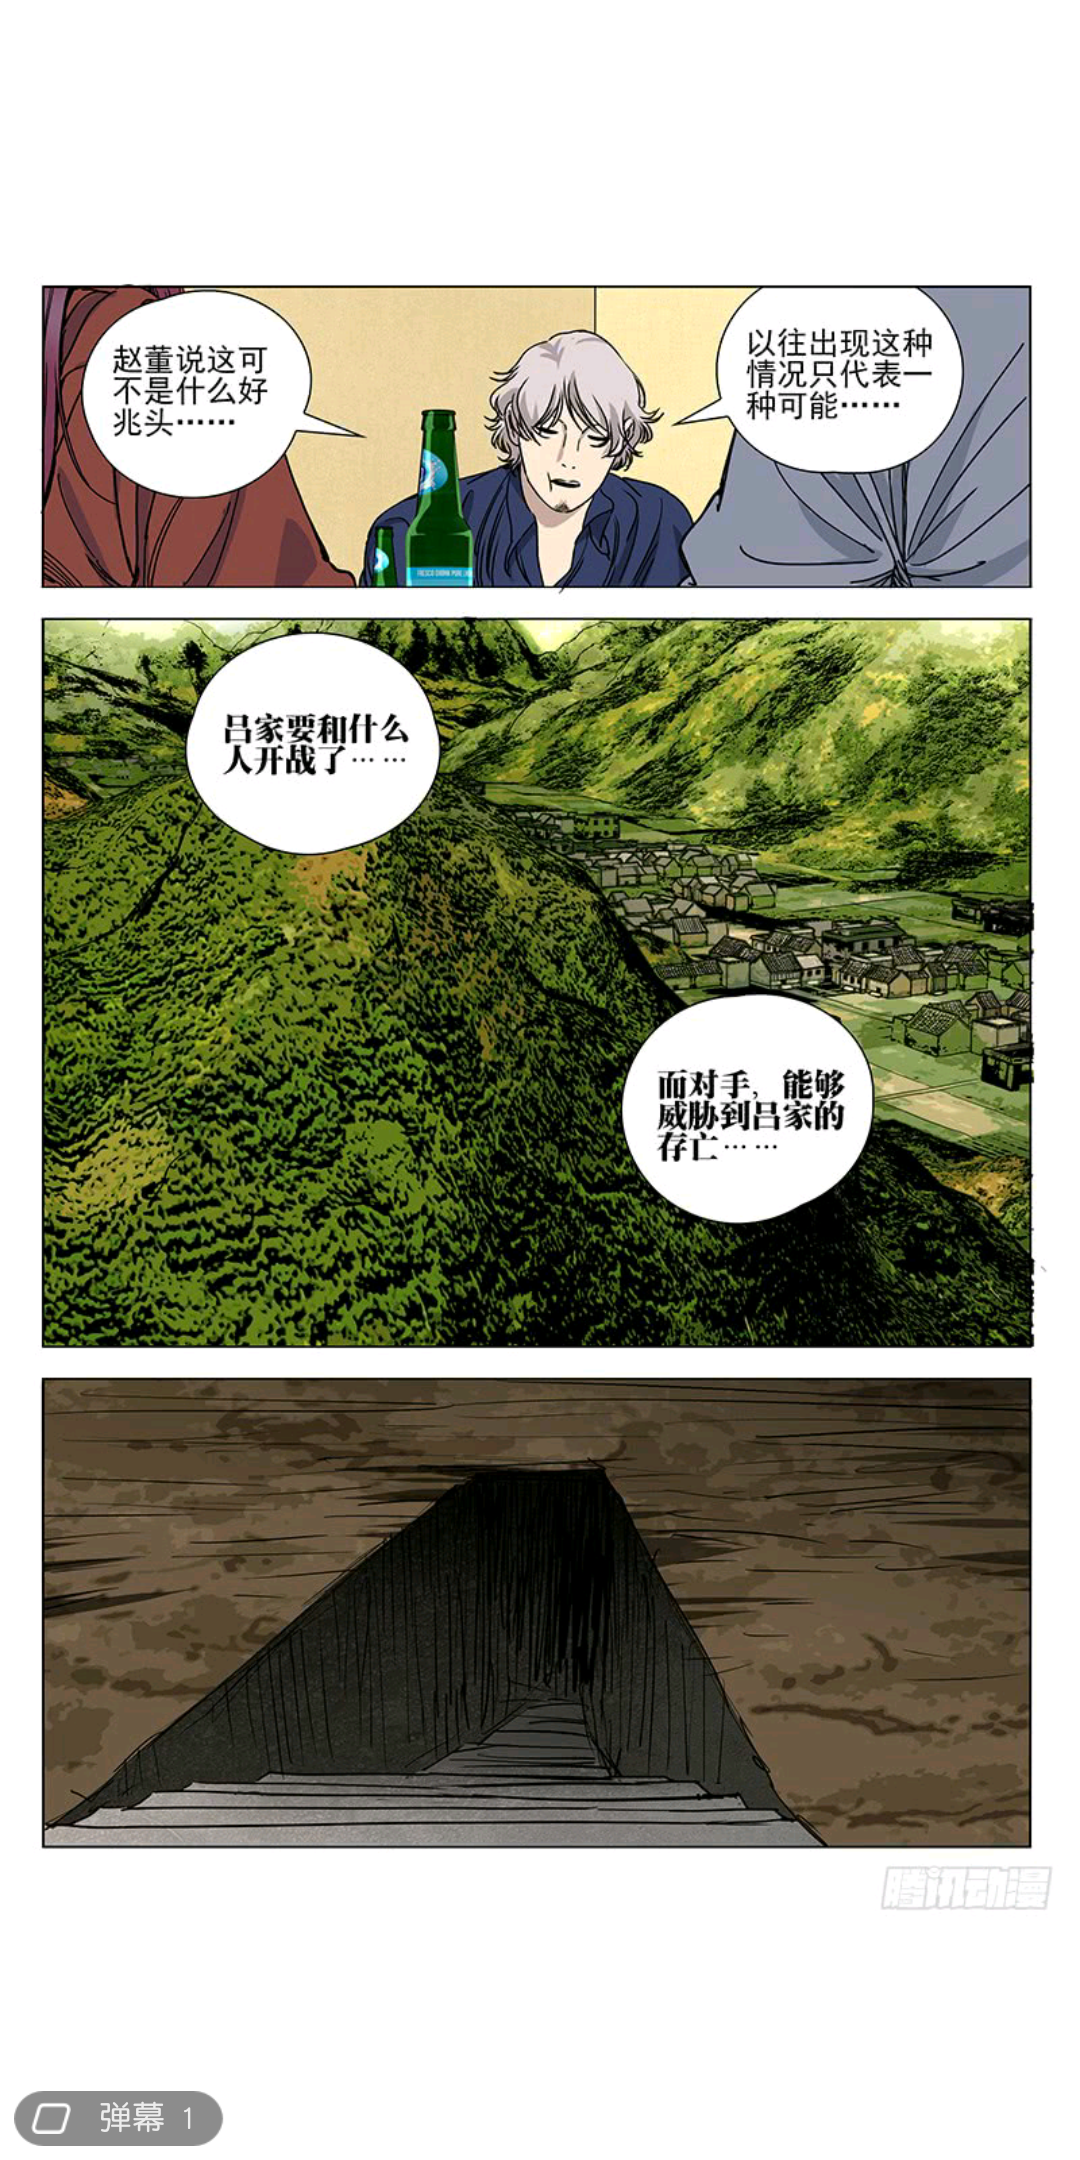 赵董说这可
不是什么好
兆头……
以往出现这种
情况只代表一
种可能……
FRESCO CHONIN PURE
吕家要和什么
人开战了……
而对手，能够
威胁到吕家的
存亡……
腾讯动漫
弹幕 1